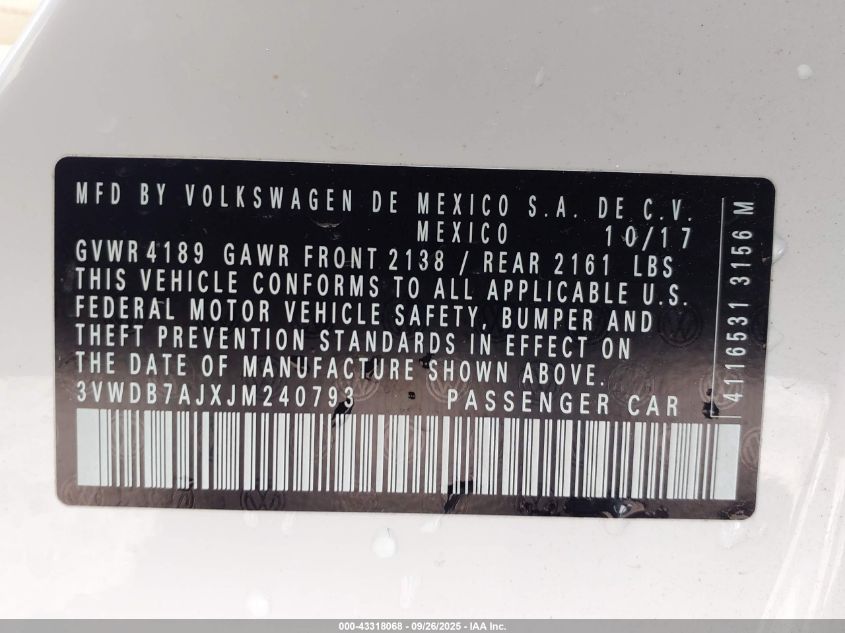 MFD BY VOLKSWAGEN DE MEXICO S.A. DE C.V.
MEXICO 10/17
GVWR 4189 GAWR FRONT 2138 / REAR 2161 LBS
THIS VEHICLE CONFORMS TO ALL APPLICABLE U.S.
FEDERAL MOTOR VEHICLE SAFETY, BUMPER AND
THEFT PREVENTION STANDARDS IN EFFECT ON
THE DATE OF MANUFACTURE SHOWN ABOVE.
3VWDB7AJXJM240793 PASSENGER CAR
4116531 3156 M
000-43318068 - 09/26/2025 - IAA Inc.